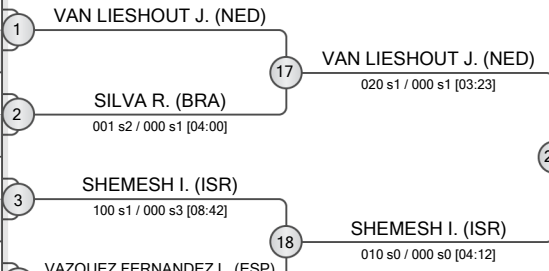 VAN LIESHOUT J. (NED)
1
17
VAN LIESHOUT J. (NED)
020 s1 / 000 s1 [03:23]
SILVA R. (BRA)
2
001 s2 / 000 s1 [04:00]
2
SHEMESH I. (ISR)
3
100 s1 / 000 s3 [08:42]
18
SHEMESH I. (ISR)
010 s0 / 000 s0 [04:12]
VAZQUEZ FERNANDEZ L. (ESP)